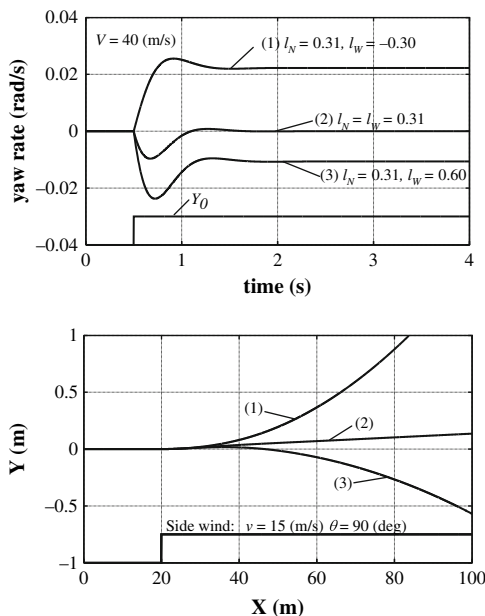 V = 40 (m/s)
(1) l_N = 0.31, l_W = −0.30
(2) l_N = l_W = 0.31
(3) l_N = 0.31, l_W = 0.60
Y_0
0.04
0.02
0
−0.02
−0.04
yaw rate (rad/s)
0 1 2 3 4
time (s)
1
0.5
0
−0.5
−1
Y (m)
(1)
(2)
(3)
Side wind: v = 15 (m/s) θ = 90 (deg)
0 20 40 60 80 100
X (m)